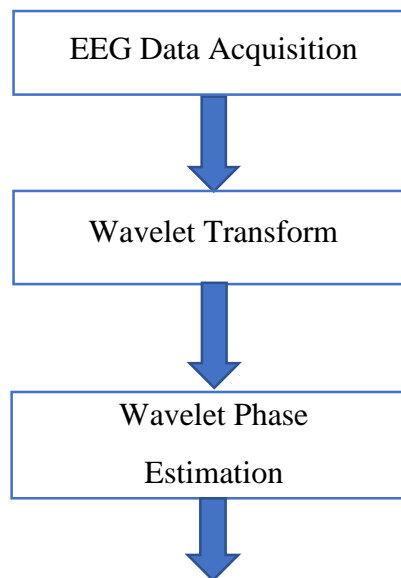 EEG Data Acquisition
Wavelet Transform
Wavelet Phase
Estimation